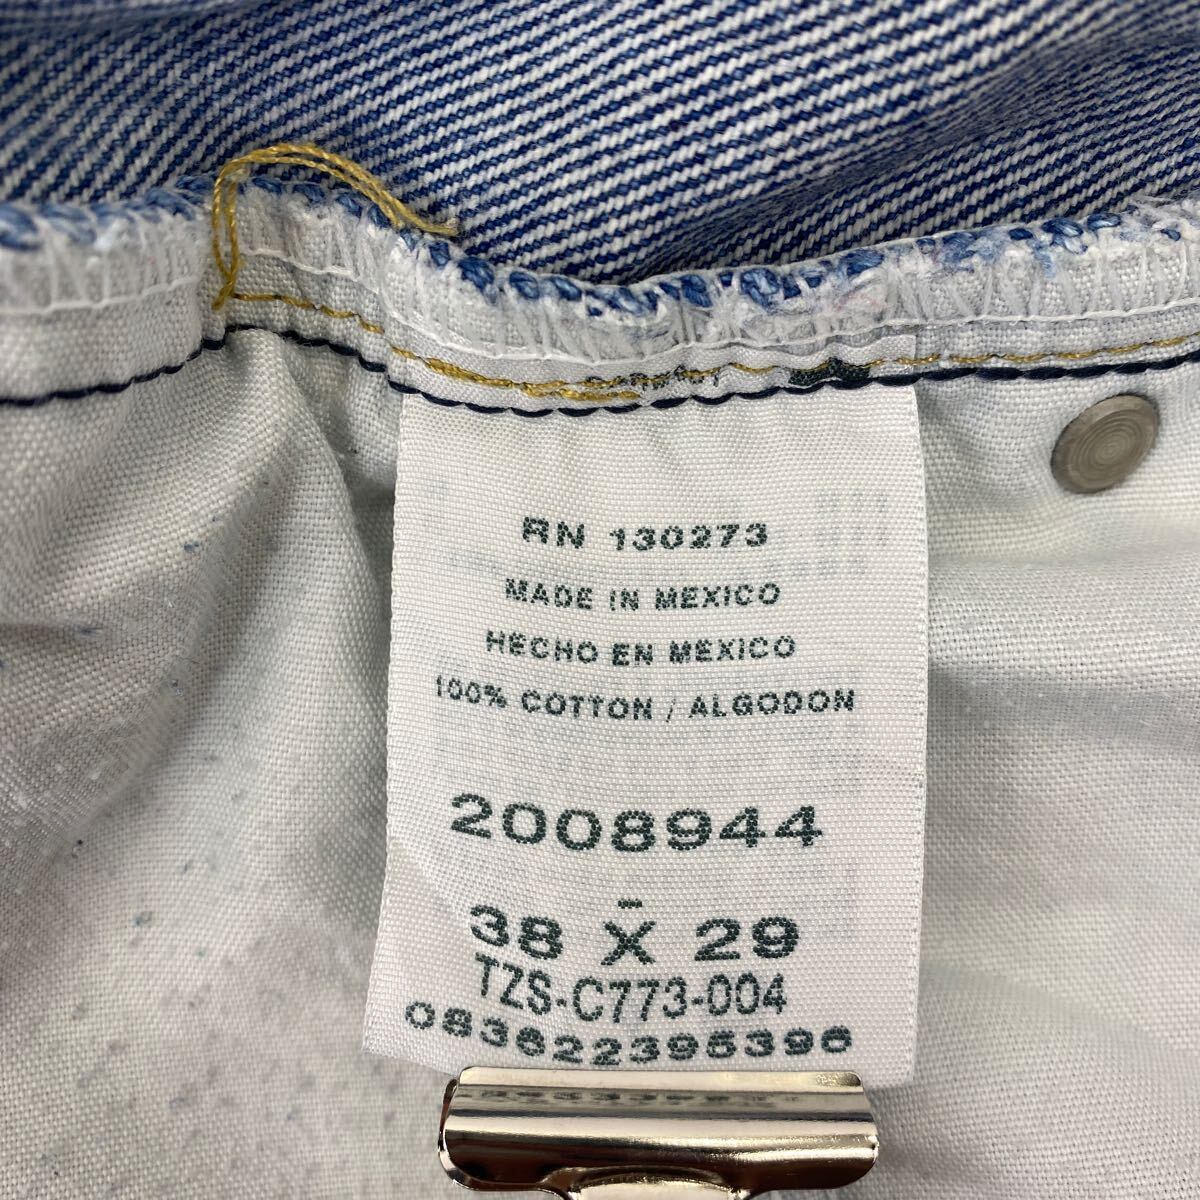 RN 130273
MADE IN MEXICO
HECHO EN MEXICO
100% COTTON / ALGODON
2008944
-
38 X 29
TZS-C773-004
083622395396